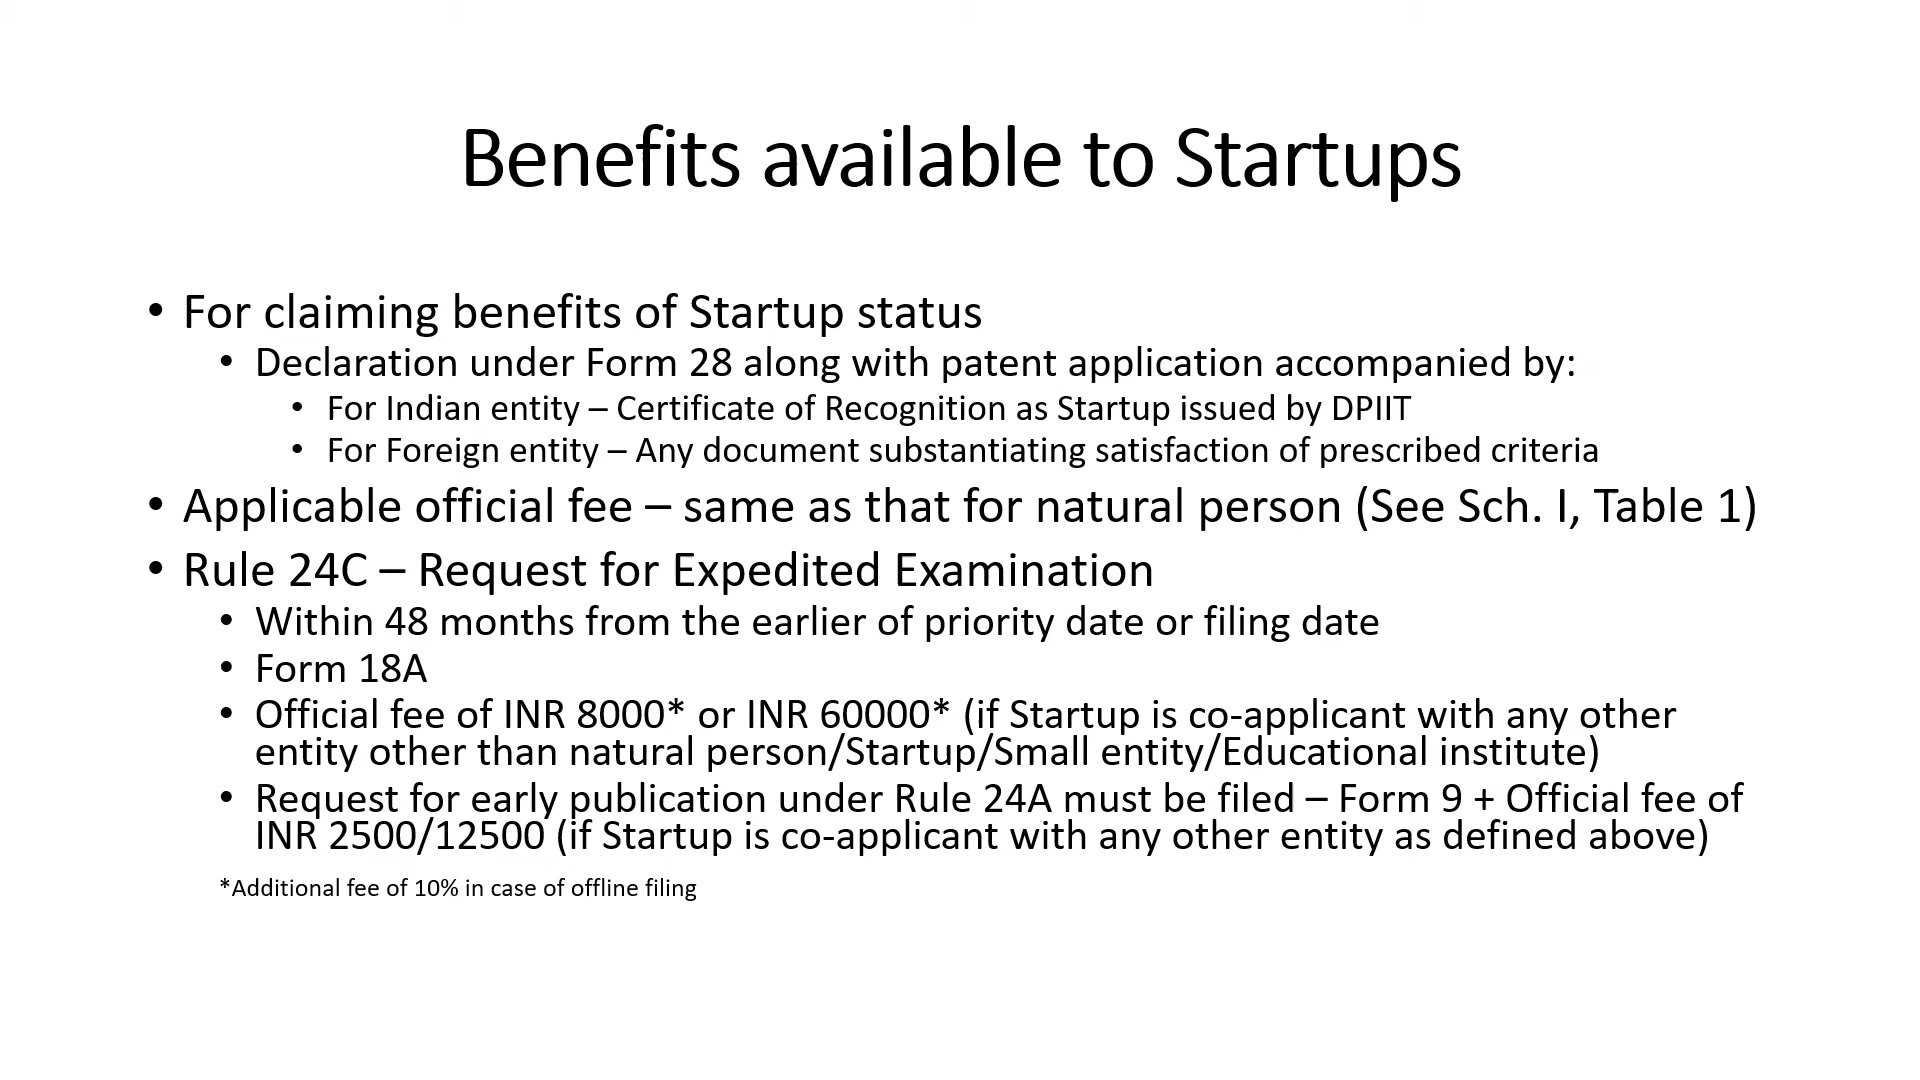 Benefits available to Startups
• For claiming benefits of Startup status
• Declaration under Form 28 along with patent application accompanied by:
• For Indian entity – Certificate of Recognition as Startup issued by DPIIT
• For Foreign entity – Any document substantiating satisfaction of prescribed criteria
• Applicable official fee – same as that for natural person (See Sch. I, Table 1)
• Rule 24C – Request for Expedited Examination
• Within 48 months from the earlier of priority date or filing date
• Form 18A
• Official fee of INR 8000* or INR 60000* (if Startup is co-applicant with any other
entity other than natural person/Startup/Small entity/Educational institute)
• Request for early publication under Rule 24A must be filed – Form 9 + Official fee of
INR 2500/12500 (if Startup is co-applicant with any other entity as defined above)
*Additional fee of 10% in case of offline filing